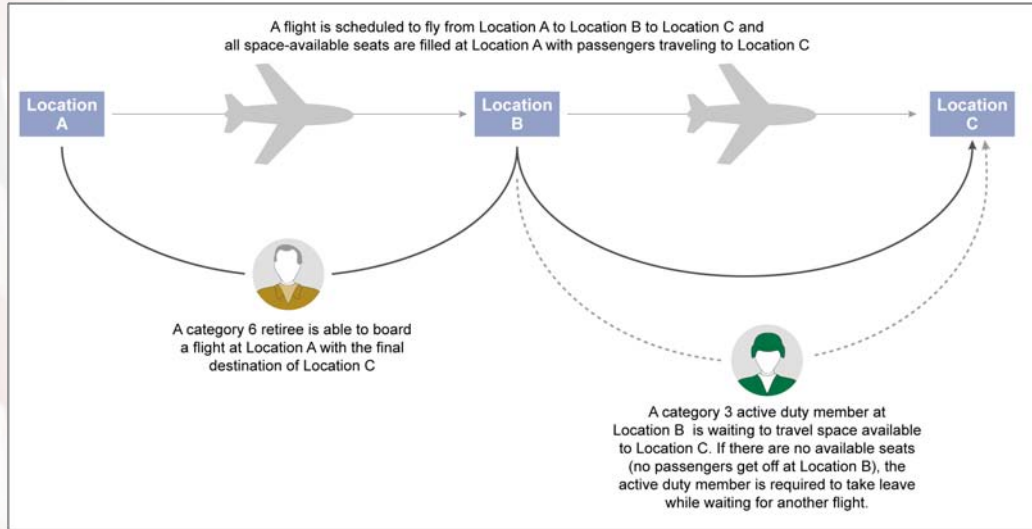 A flight is scheduled to fly from Location A to Location B to Location C and
all space-available seats are filled at Location A with passengers traveling to Location C
Location
A
Location
B
Location
C
A category 6 retiree is able to board
a flight at Location A with the final
destination of Location C
A category 3 active duty member at
Location B is waiting to travel space available
to Location C. If there are no available seats
(no passengers get off at Location B), the
active duty member is required to take leave
while waiting for another flight.